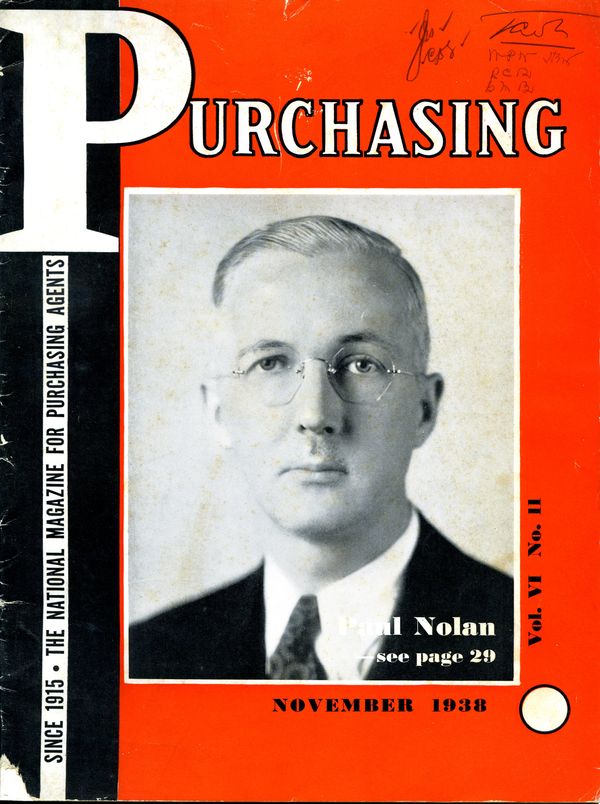 PURCHASING
SINCE 1915 • THE NATIONAL MAGAZINE FOR PURCHASING AGENTS
Vol. VI No. 11
Paul Nolan
—see page 29
NOVEMBER 1938